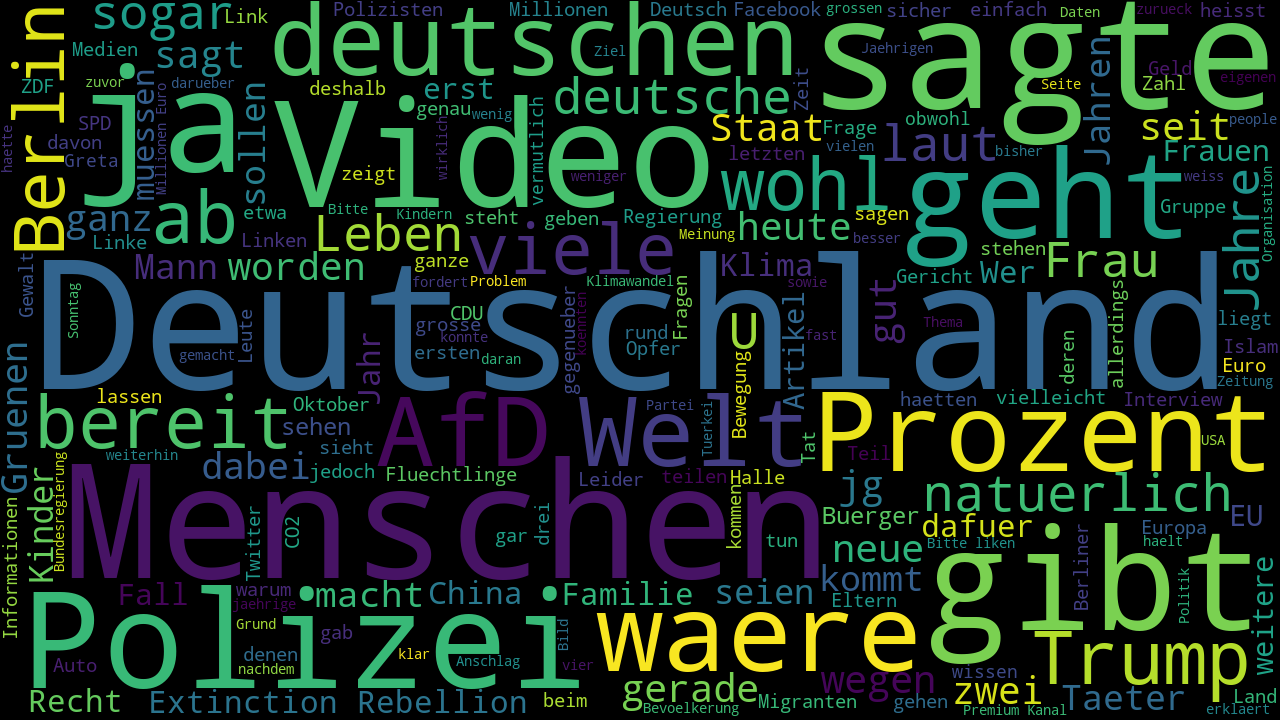 Berlin
sogar
Link
Polizisten
Millionen
Deutsch
Facebook
grossen
sicher
einfach
Daten
zurueck
heisst
Medien
sagt
deutschen
Ziel
sagte
Jaehrigen
Jahren
Geld
eigenen
ZDF
zuvor
ja
muessen
darueber
Millionen Euro
sollen
deshalb
Video
erst
genau
wenig
deutsche
Zeit
Seite
Zahl
people
haette
SPD
davon
Greta
zeigt
wirklich
vermutlich
weniger
Staat
Frage
obwohl
letzten
vielen
laut
bisher
seit
Frauen
weiss
ganz
Linke
ab
etwa
Linken
Bitte
Kindern
steht
geben
Regierung
wohl
sagen
geht
Gruppe
Organisation
Jahre
Leben
viele
Meinung
heute
besser
stehen
Gewalt
Sonntag
Mann
worden
ganze
fordert
Problem
Klimawandel
Klima
sowie
Gericht
Wer
Frau
liegt
Deutschland
gemacht
Leute
CDU
grosse
konnte
ersten
daran
gegenueber
koennten
rund
Opfer
Fragen
U
Bewegung
Artikel
fast
gut
Thema
deren
allerdings
Islam
Euro
Zeitung
Gruenen
lassen
Jahr
Oktober
bereit
sehen
AfD
Welt
Partei
Tuerkei
Tat
haetten
vielleicht
Interview
Prozent
USA
weiterhin
dabei
sieht
jedoch
Fluechtlinge
Leider
teilen
Halle
Teil
jg
natuerlich
EU
Informationen
Kinder
Bundesregierung
Menschen
Twitter
CO2
gar
drei
kommen
tun
Buerger
dafuer
neue
Bitte liken
Europa
haelt
Berliner
gibt
Politik
weitere
Fall
warum
jaehrige
Grund
macht
China
Familie
seien
kommt
Eltern
Polizei
gab
Auto
denen
nachdem
klar
Anschlag
Bild
vier
waere
Trump
Recht
Extinction Rebellion
beim
gerade
Bevoelkerung
wegen
Migranten
gehen
wissen
zwei
Premium Kanal
Taeter
Land
erklaert